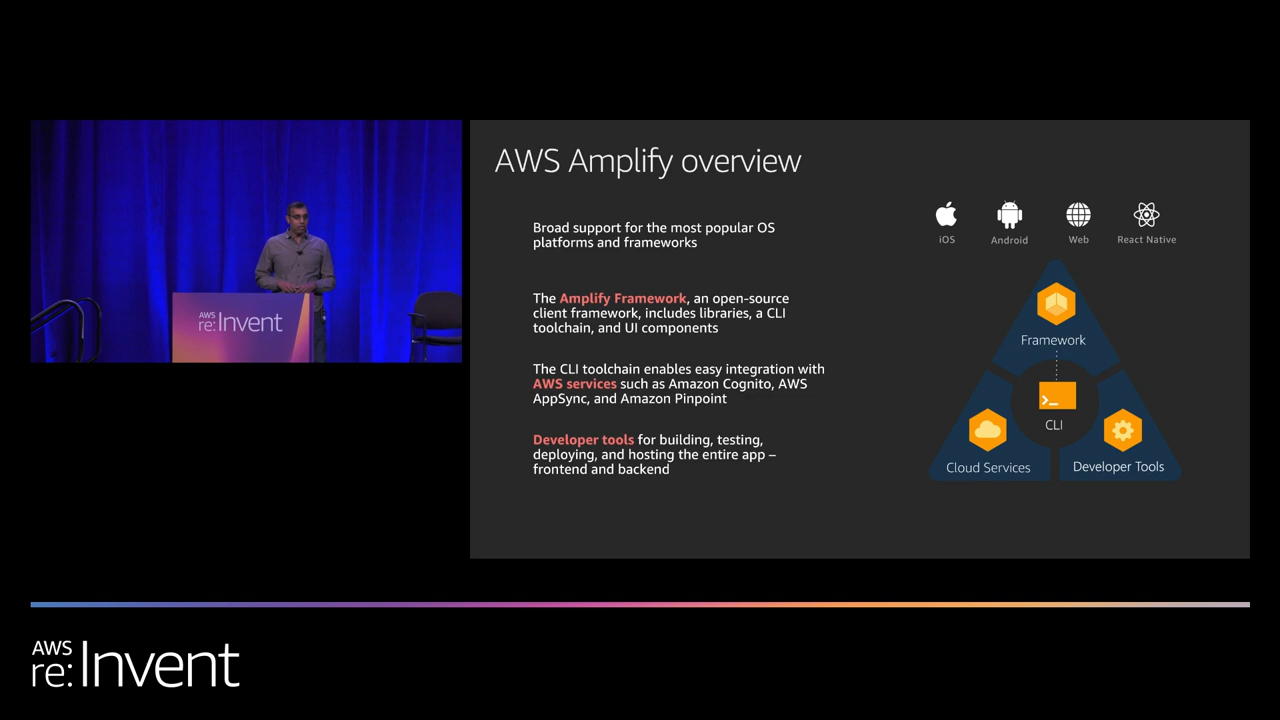 AWS Amplify overview
Broad support for the most popular OS
platforms and frameworks
The Amplify Framework, an open-source
client framework, includes libraries, a CLI
toolchain, and UI components
The CLI toolchain enables easy integration with
AWS services such as Amazon Cognito, AWS
AppSync, and Amazon Pinpoint
Developer tools for building, testing,
deploying, and hosting the entire app –
frontend and backend
iOS
Android
Web
React Native
Framework
>_
CLI
Cloud Services
Developer Tools
AWS
re:Invent
AWS
re:Invent